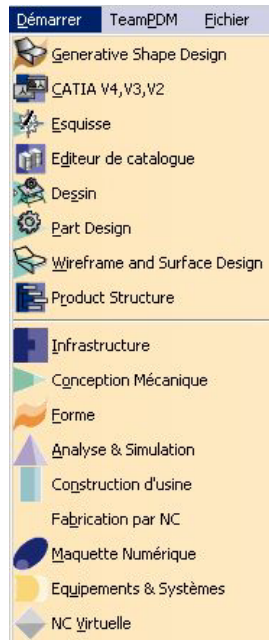 Démarrer TeamPDM Fichier
Generative Shape Design
CATIA V4,V3,V2
Esquisse
Editeur de catalogue
Dessin
Part Design
Wireframe and Surface Design
Product Structure
Infrastructure
Conception Mécanique
Forme
Analyse & Simulation
Construction d'usine
Fabrication par NC
Maquette Numérique
Equipements & Systèmes
NC Virtuelle